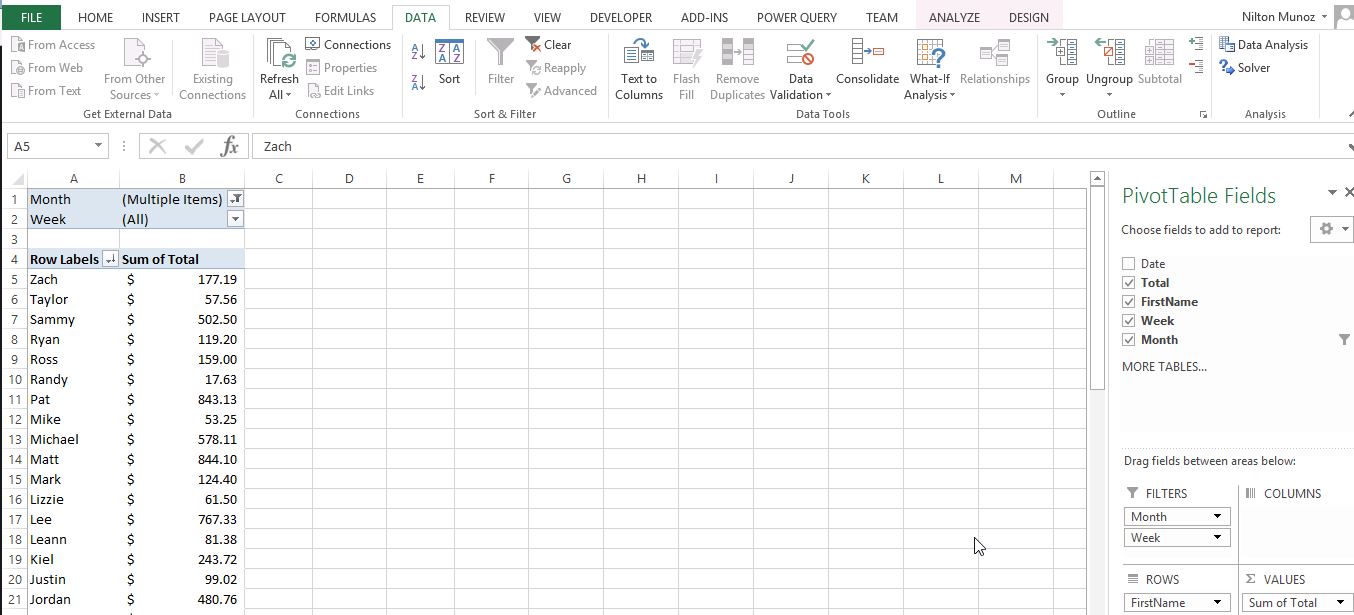 FILE HOME INSERT PAGE LAYOUT FORMULAS DATA REVIEW VIEW DEVELOPER ADD-INS POWER QUERY TEAM ANALYZE DESIGN Nilton Munoz
From Access
From Web
From Text
From Other
Sources
Existing
Connections
Get External Data
Refresh
All
Connections
Properties
Edit Links
Connections
Sort
Filter
Clear
Reapply
Advanced
Sort & Filter
Text to
Columns
Flash
Fill
Remove
Duplicates
Data
Validation
Consolidate
What-If
Analysis
Relationships
Data Tools
Group
Ungroup
Subtotal
Outline
Data Analysis
Solver
Analysis
A5 fx Zach
A B C D E F G H I J K L M
1 Month (Multiple Items)
2 Week (All)
3
4 Row Labels Sum of Total
5 Zach $ 177.19
6 Taylor $ 57.56
7 Sammy $ 502.50
8 Ryan $ 119.20
9 Ross $ 159.00
10 Randy $ 17.63
11 Pat $ 843.13
12 Mike $ 53.25
13 Michael $ 578.11
14 Matt $ 844.10
15 Mark $ 124.40
16 Lizzie $ 61.50
17 Lee $ 767.33
18 Leann $ 81.38
19 Kiel $ 243.72
20 Justin $ 99.02
21 Jordan $ 480.76
PivotTable Fields
Choose fields to add to report:
Date
Total
FirstName
Week
Month
MORE TABLES...
Drag fields between areas below:
FILTERS
Month
Week
COLUMNS
ROWS
FirstName
Σ VALUES
Sum of Total